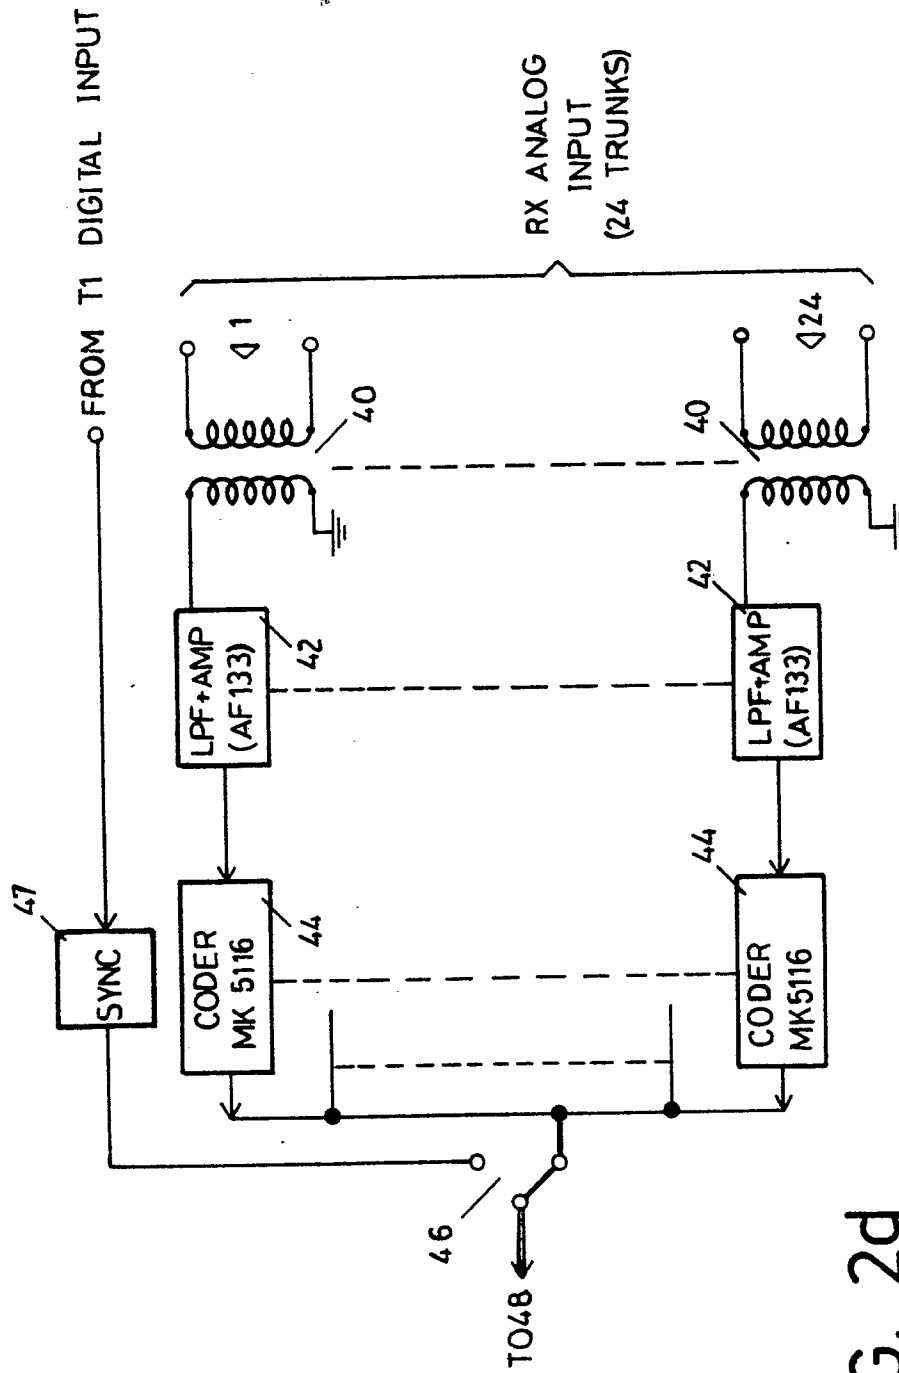 FROM T1 DIGITAL INPUT
47
SYNC
CODER
MK 5116
44
LPF+AMP
(AF133)
42
40
1
RX ANALOG
INPUT
(24 TRUNKS)
46
TO48
CODER
MK5116
44
LPF+AMP
(AF133)
42
40
24
G. 2d